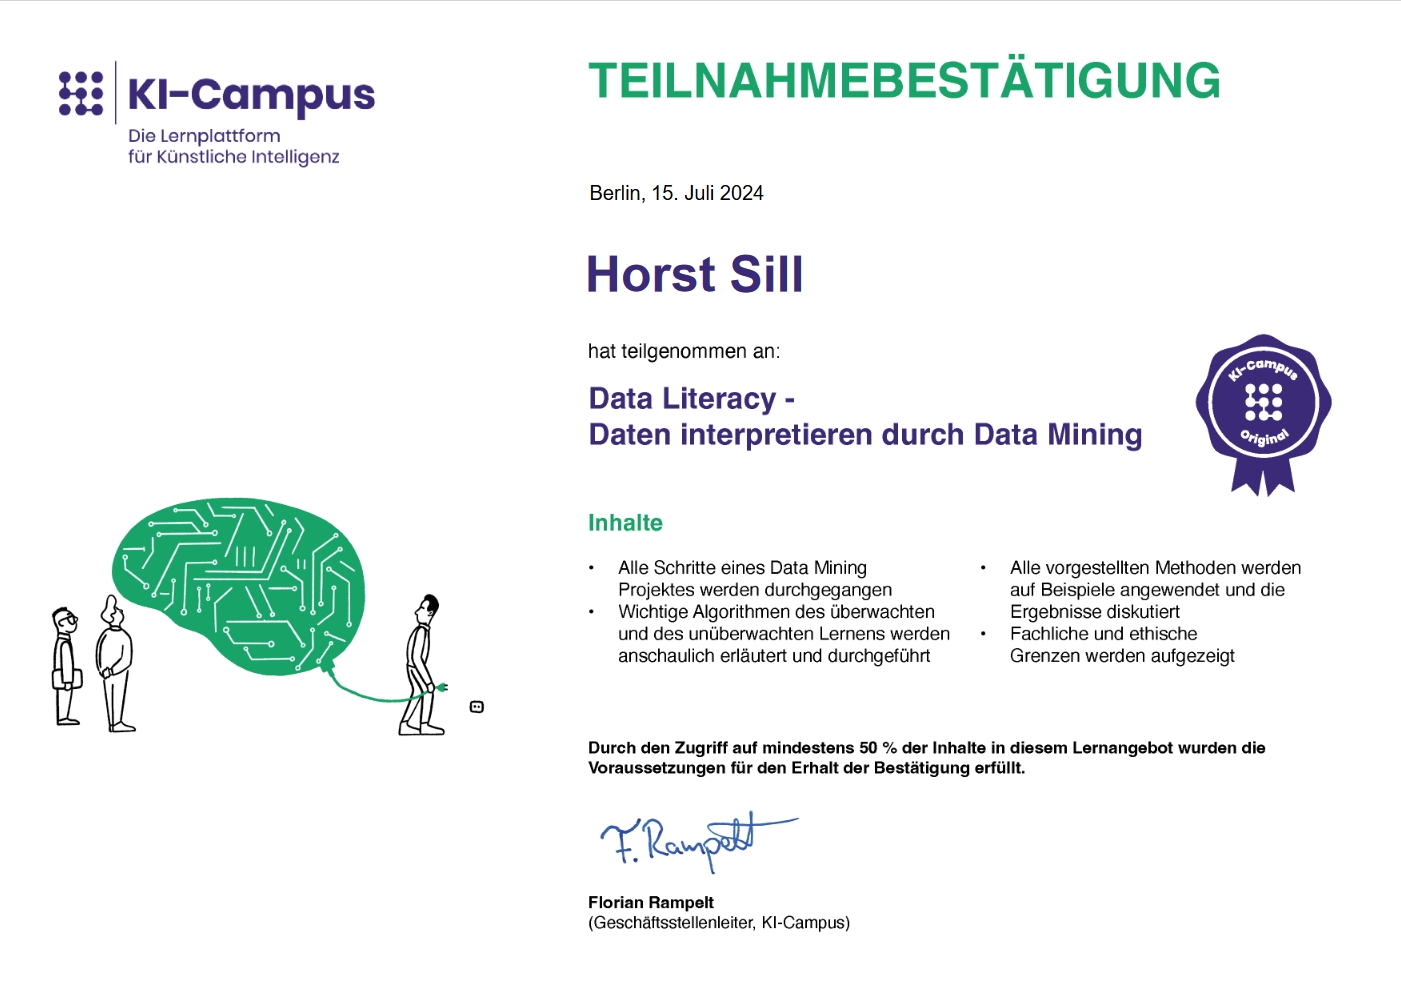 KI-Campus
Die Lernplattform
für Künstliche Intelligenz
TEILNAHMEBESTÄTIGUNG
Berlin, 15. Juli 2024
Horst Sill
hat teilgenommen an:
Data Literacy -
Daten interpretieren durch Data Mining
KI-Campus
Original
Inhalte
• Alle Schritte eines Data Mining
Projektes werden durchgegangen
• Wichtige Algorithmen des überwachten
und des unüberwachten Lernens werden
anschaulich erläutert und durchgeführt
• Alle vorgestellten Methoden werden
auf Beispiele angewendet und die
Ergebnisse diskutiert
• Fachliche und ethische
Grenzen werden aufgezeigt
Durch den Zugriff auf mindestens 50 % der Inhalte in diesem Lernangebot wurden die
Voraussetzungen für den Erhalt der Bestätigung erfüllt.
F. Rampelt
Florian Rampelt
(Geschäftsstellenleiter, KI-Campus)